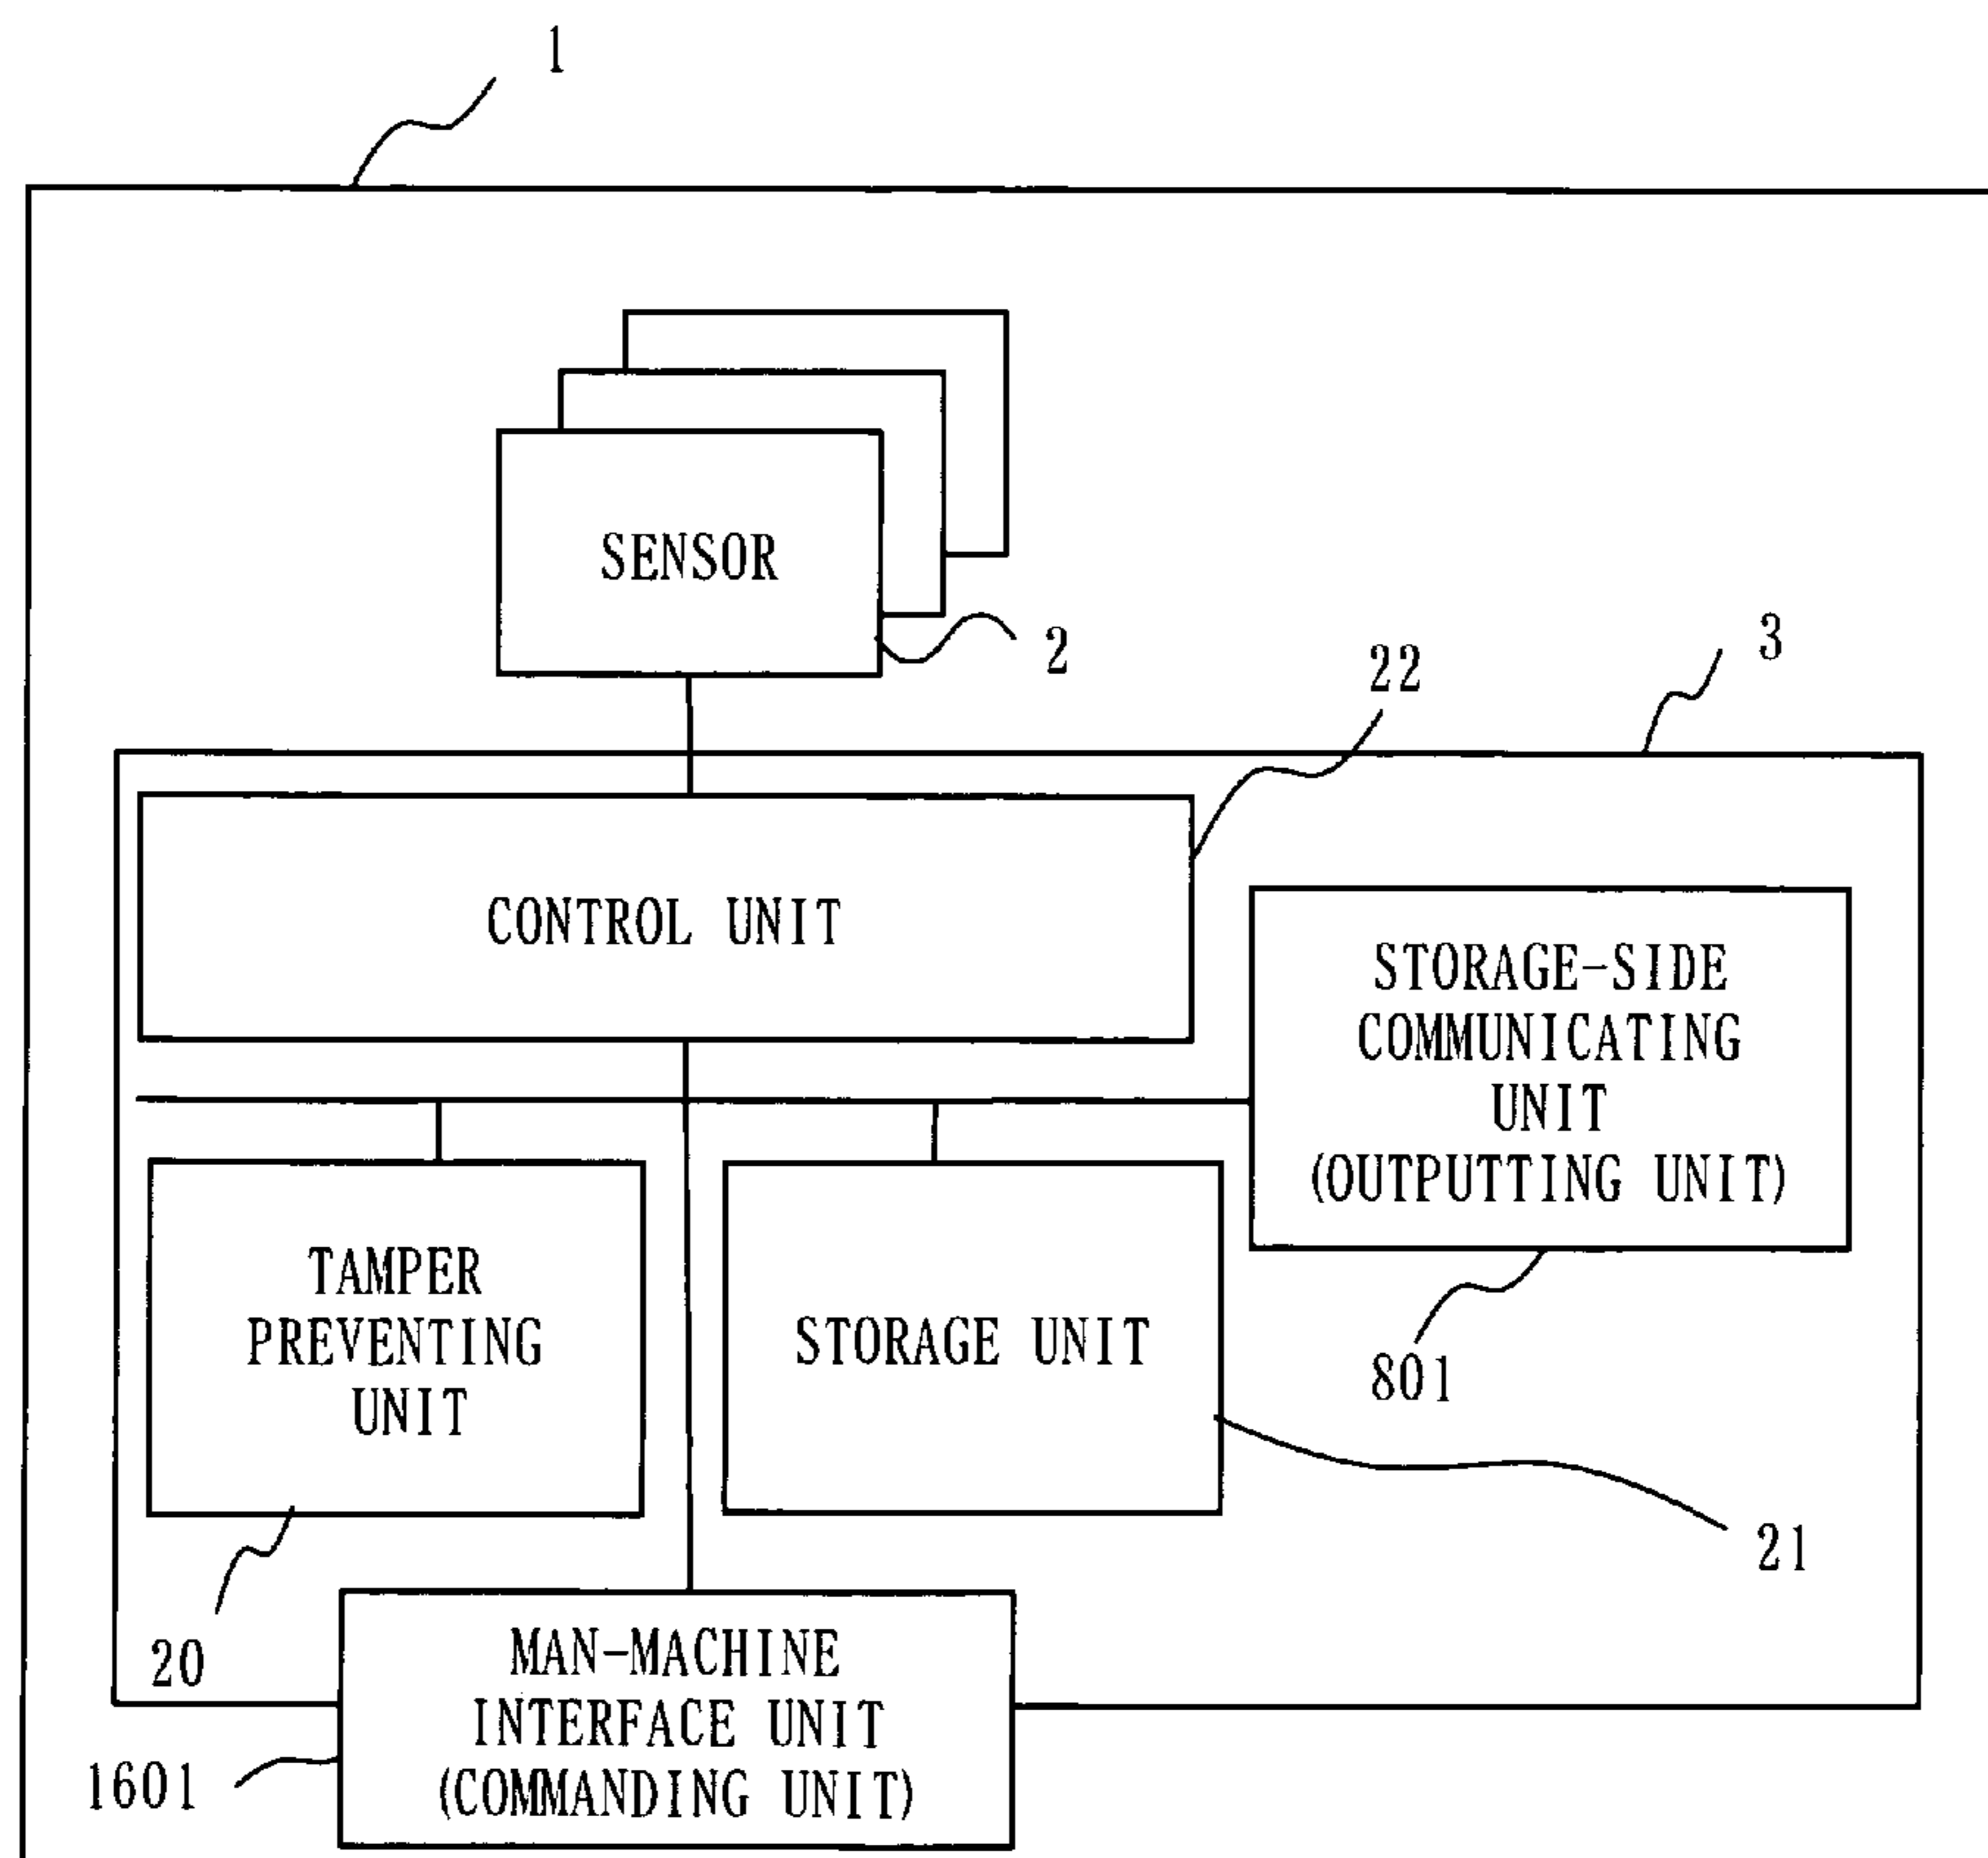 1
SENSOR
2
3
22
CONTROL UNIT
STORAGE-SIDE
COMMUNICATING
UNIT
(OUTPUTTING UNIT)
TAMPER
PREVENTING
UNIT
STORAGE UNIT
801
21
20
MAN-MACHINE
INTERFACE UNIT
(COMMANDING UNIT)
1601